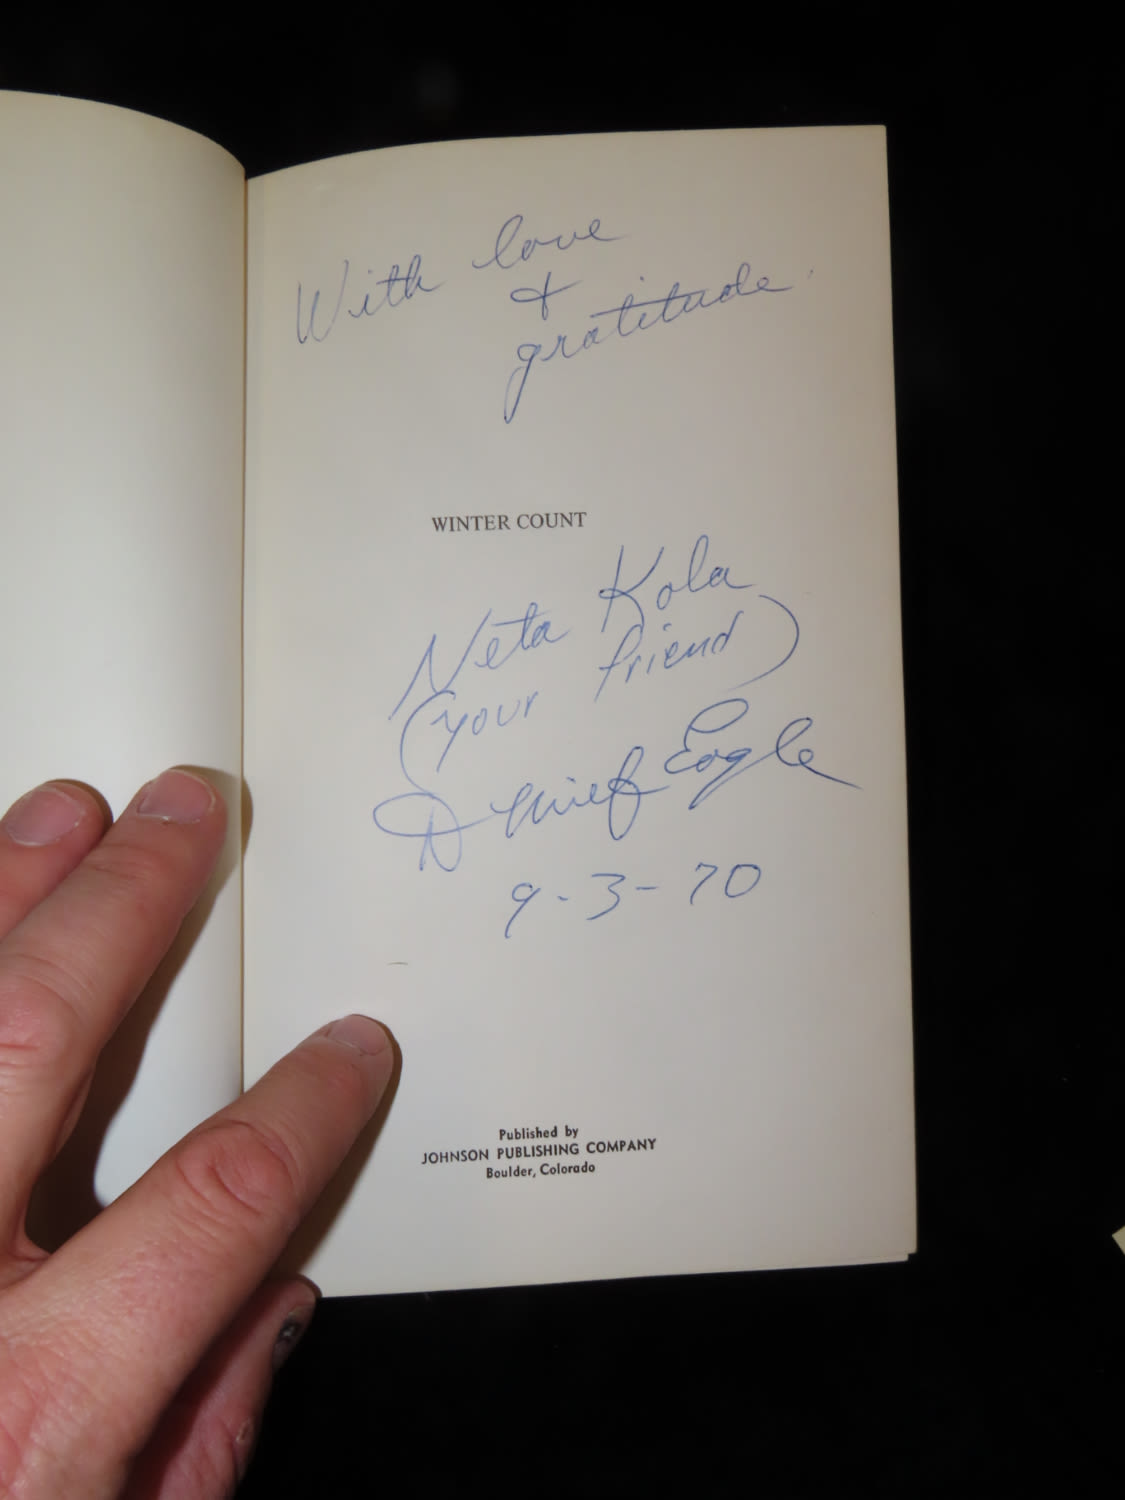 With love
+
gratitude
WINTER COUNT
Neta Kola
(your friend)
D Chief Eagle
9-3-70
Published by
JOHNSON PUBLISHING COMPANY
Boulder, Colorado